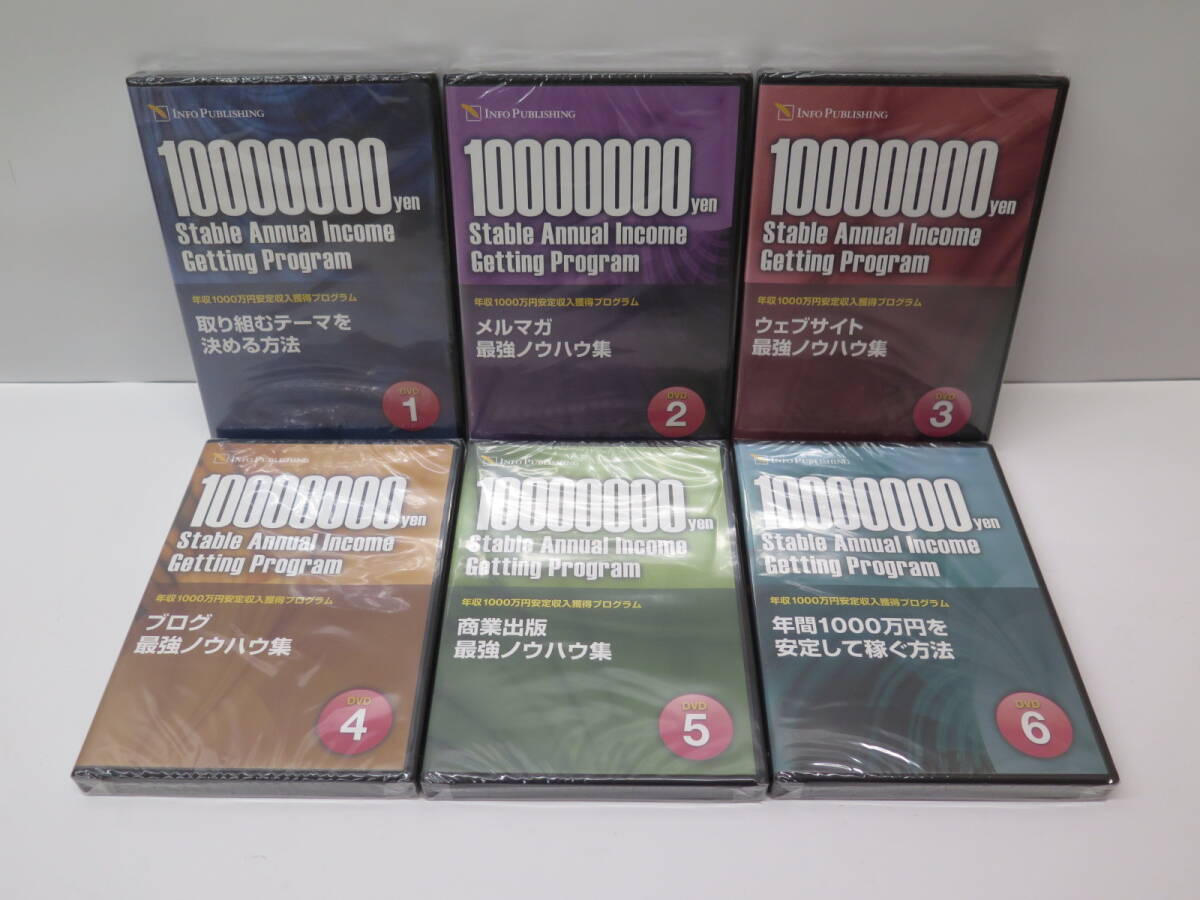 INFO PUBLISHING
10000000yen
Stable Annual Income
Getting Program
年収1000万円安定収入獲得プログラム
取り組むテーマを
決める方法
DVD
1
INFO PUBLISHING
10000000yen
Stable Annual Income
Getting Program
年収1000万円安定収入獲得プログラム
メルマガ
最強ノウハウ集
DVD
2
INFO PUBLISHING
10000000yen
Stable Annual Income
Getting Program
年収1000万円安定収入獲得プログラム
ウェブサイト
最強ノウハウ集
DVD
3
INFO PUBLISHING
10000000yen
Stable Annual Income
Getting Program
年収1000万円安定収入獲得プログラム
ブログ
最強ノウハウ集
DVD
4
INFO PUBLISHING
10000000yen
Stable Annual Income
Getting Program
年収1000万円安定収入獲得プログラム
商業出版
最強ノウハウ集
DVD
5
INFO PUBLISHING
10000000yen
Stable Annual Income
Getting Program
年収1000万円安定収入獲得プログラム
年間1000万円を
安定して稼ぐ方法
DVD
6